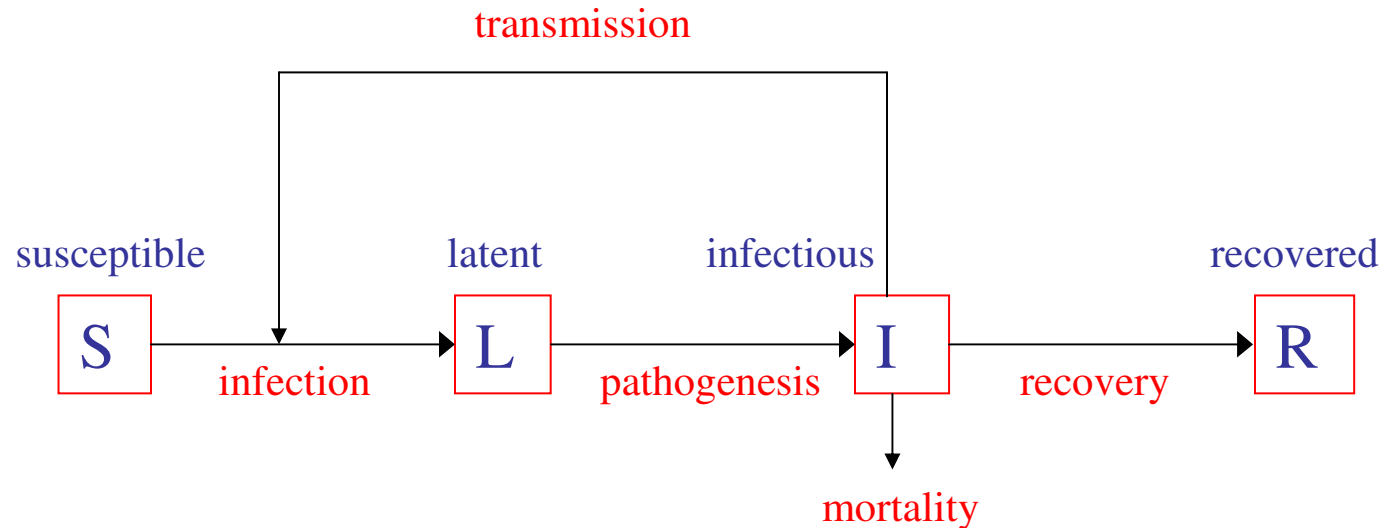 transmission
susceptible latent infectious recovered
S L I R
infection pathogenesis recovery
mortality